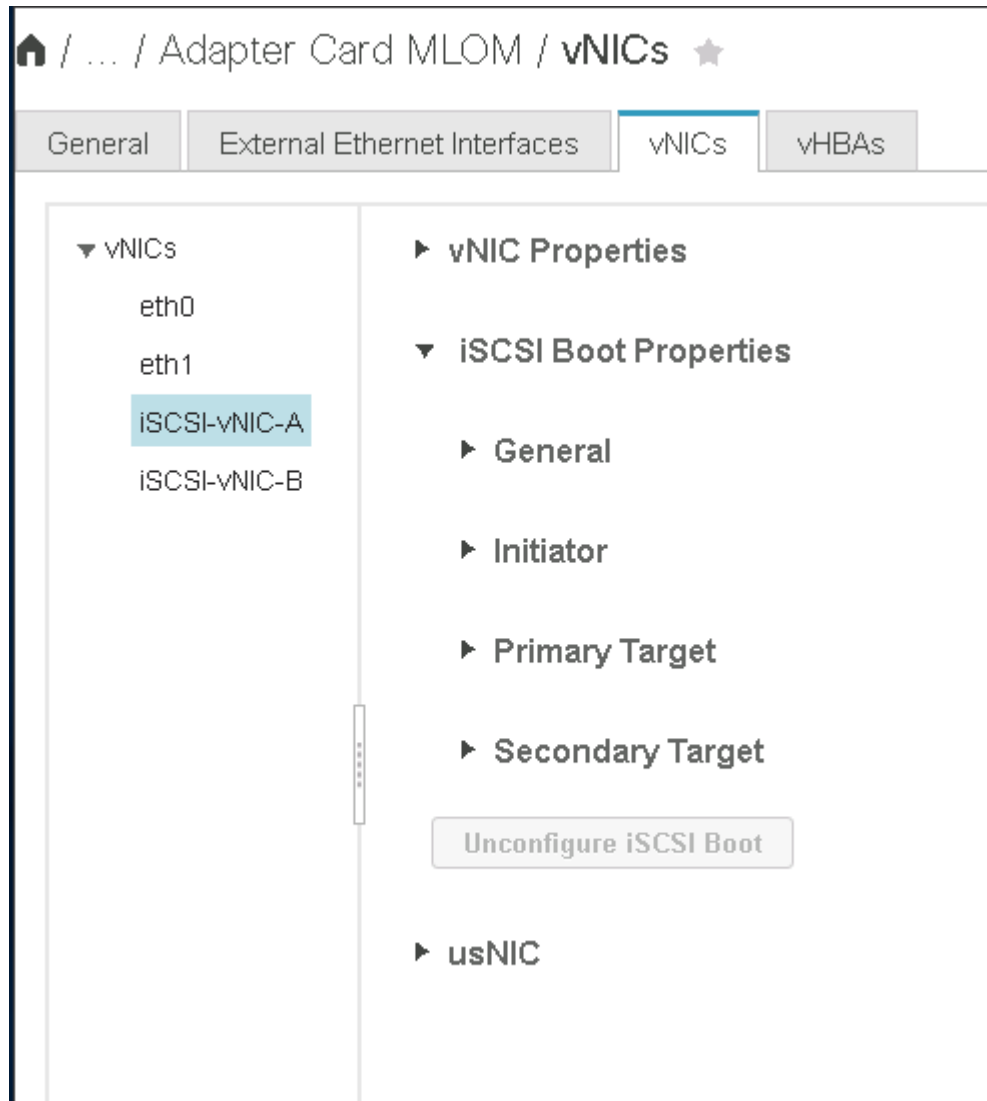 / ... / Adapter Card MLOM / vNICs
General External Ethernet Interfaces vNICs vHBAs
vNICs
eth0
eth1
iSCSI-vNIC-A
iSCSI-vNIC-B
vNIC Properties
iSCSI Boot Properties
General
Initiator
Primary Target
Secondary Target
Unconfigure iSCSI Boot
usNIC